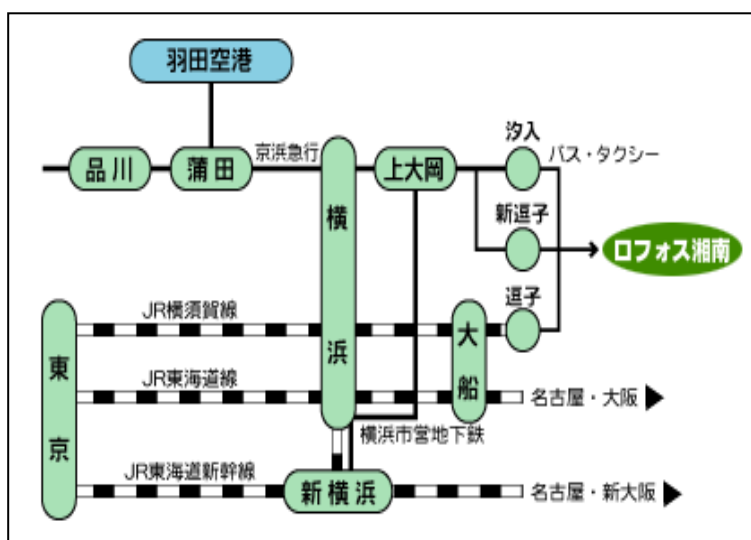 羽田空港
汐入
京浜急行
バス・タクシー
品川
蒲田
横浜
上大岡
新逗子
ロフォス湘南
逗子
JR横須賀線
東京
大船
JR東海道線
名古屋・大阪
横浜市営地下鉄
JR東海道新幹線
新横浜
名古屋・新大阪